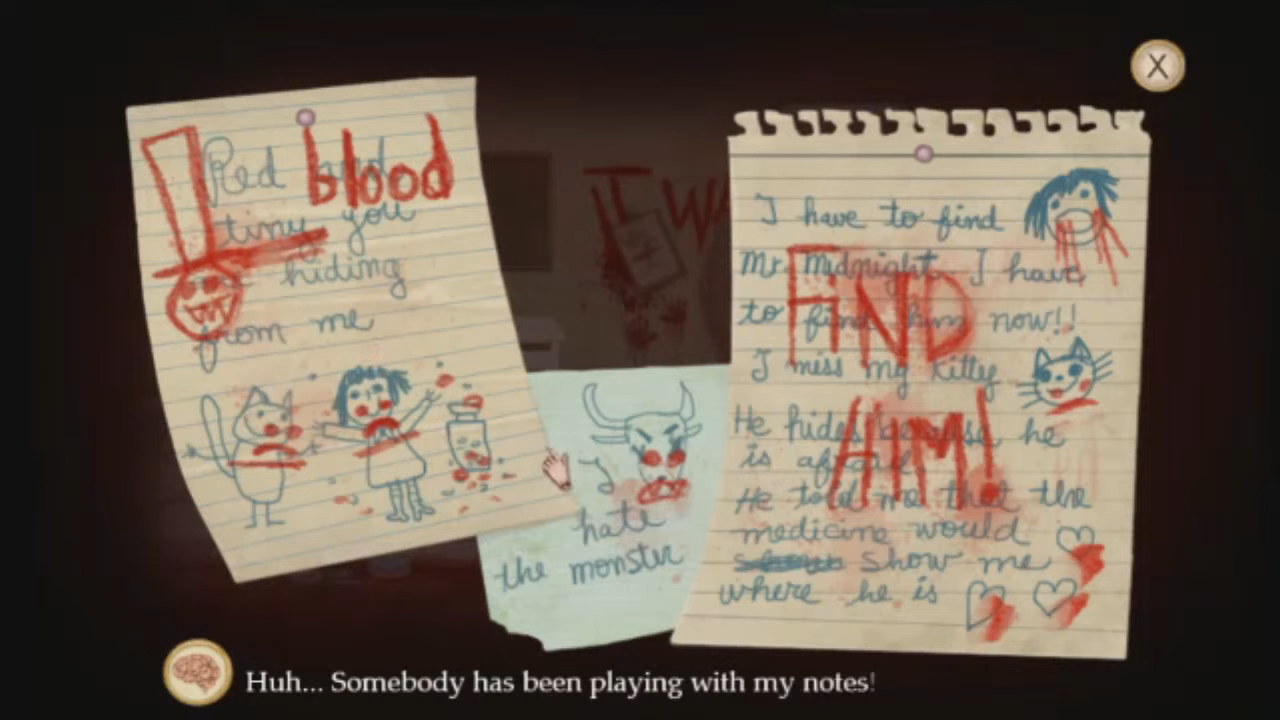 Red blood
tiny you
hiding
from me
I
hate
the monster
I have to find
Mr. Midnight. I have
to find him now!!
I miss my Kitty
FIND
He hides because he
is afraid
HIM!
He told me that the
medicine would
show me
where he is
I WA
X
Huh... Somebody has been playing with my notes!